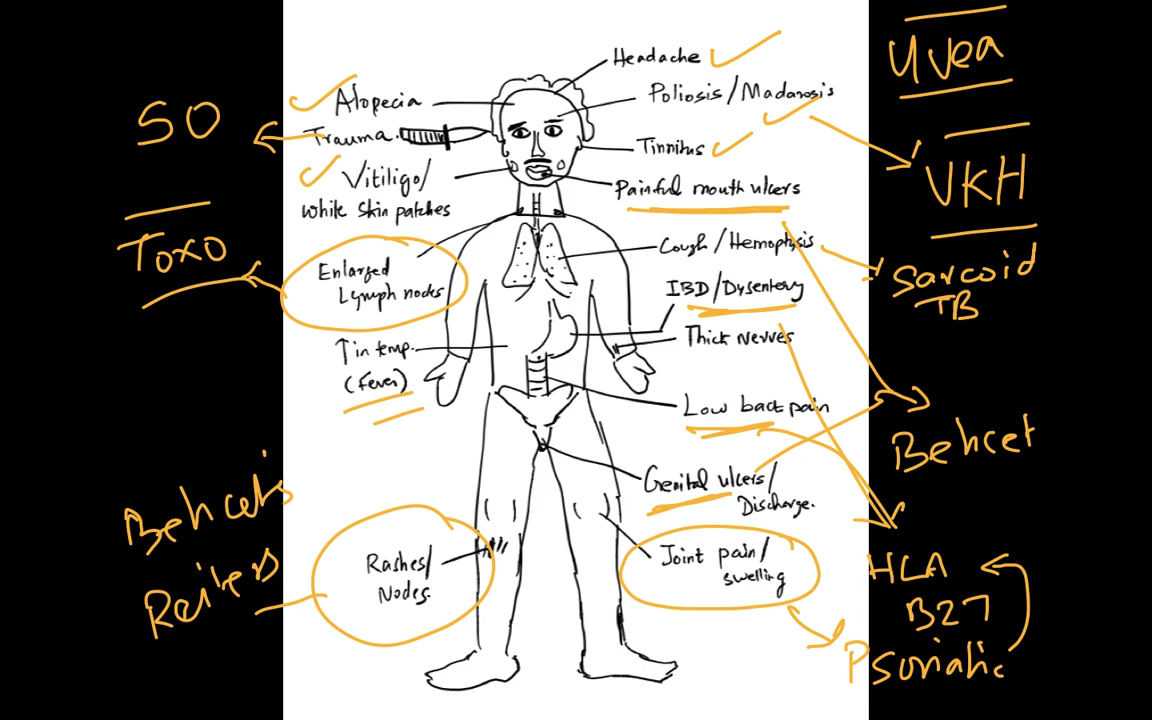 Uvea
SO
Toxo
Behcet's
Reiters
Alopecia
Trauma
Vitiligo/
White skin patches
Enlarged
Lymph nodes
↑ in temp.
(Fever)
Rashes/
Nodes.
Headache
Poliosis/Madarosis
Tinnitus
Painful mouth ulcers
Cough/Hemoptysis
IBD/Dysentery
Thick nerves
Low back pain
Genital ulcers/
Discharge.
Joint pain/
swelling
VKH
Sarcoid
TB
Behcet
HLA
B27
Psoriatic